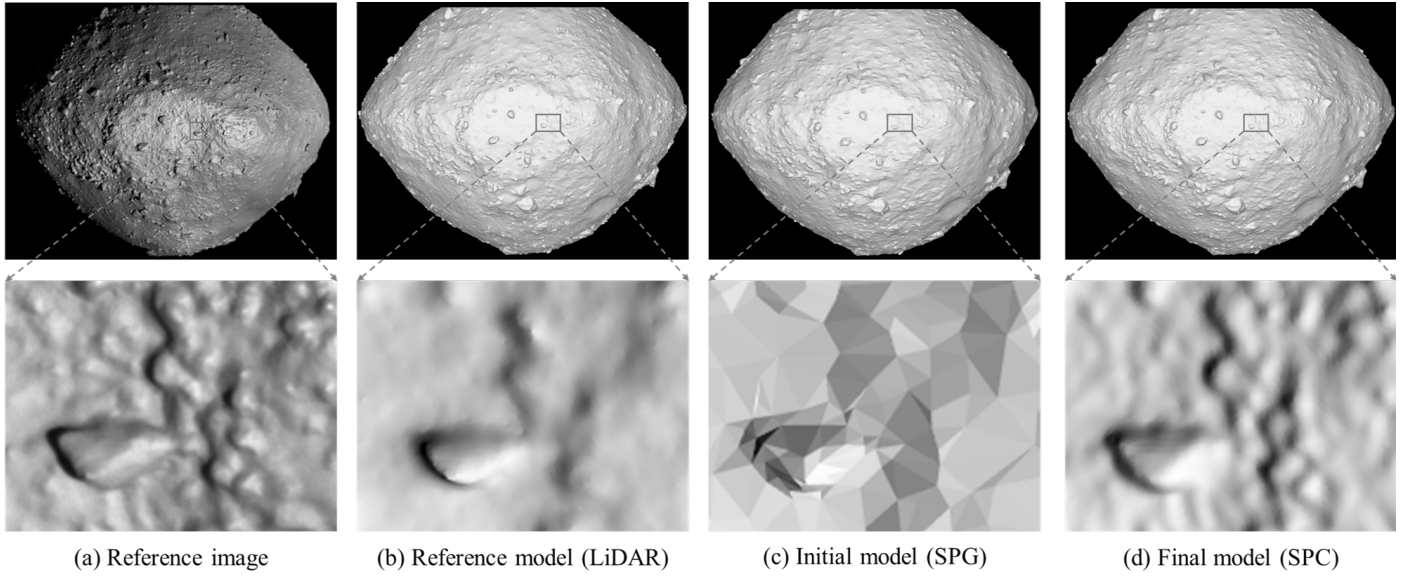 (a) Reference image
(b) Reference model (LiDAR)
(c) Initial model (SPG)
(d) Final model (SPC)